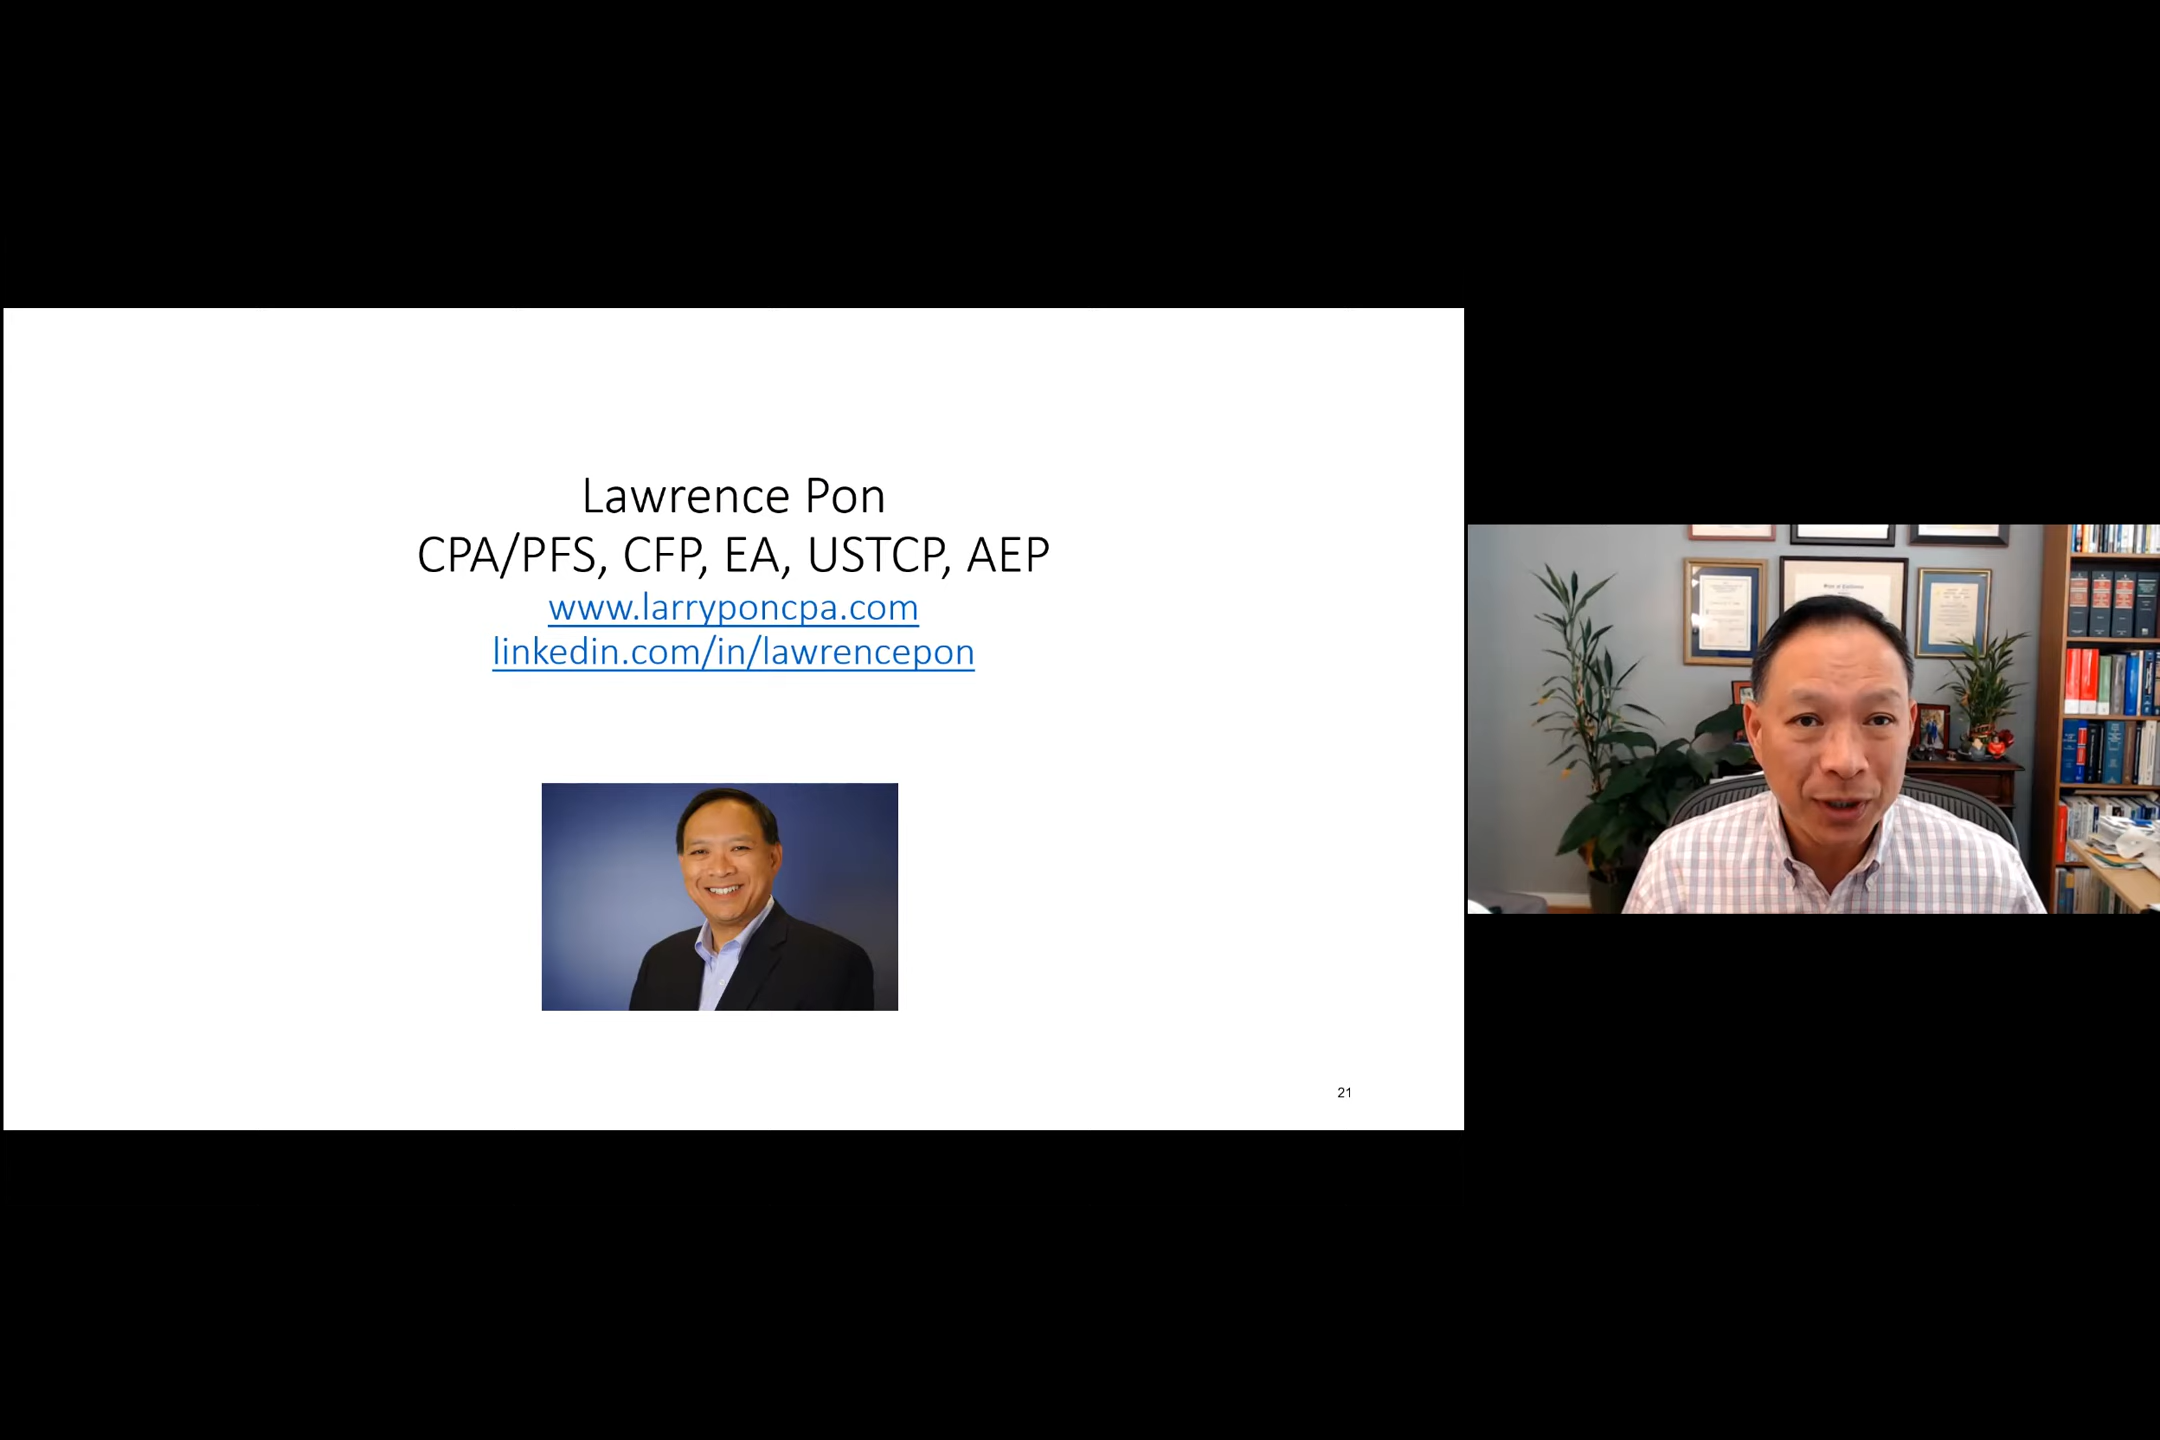 Lawrence Pon
CPA/PFS, CFP, EA, USTCP, AEP
www.larryponcpa.com
linkedin.com/in/lawrencepon
21